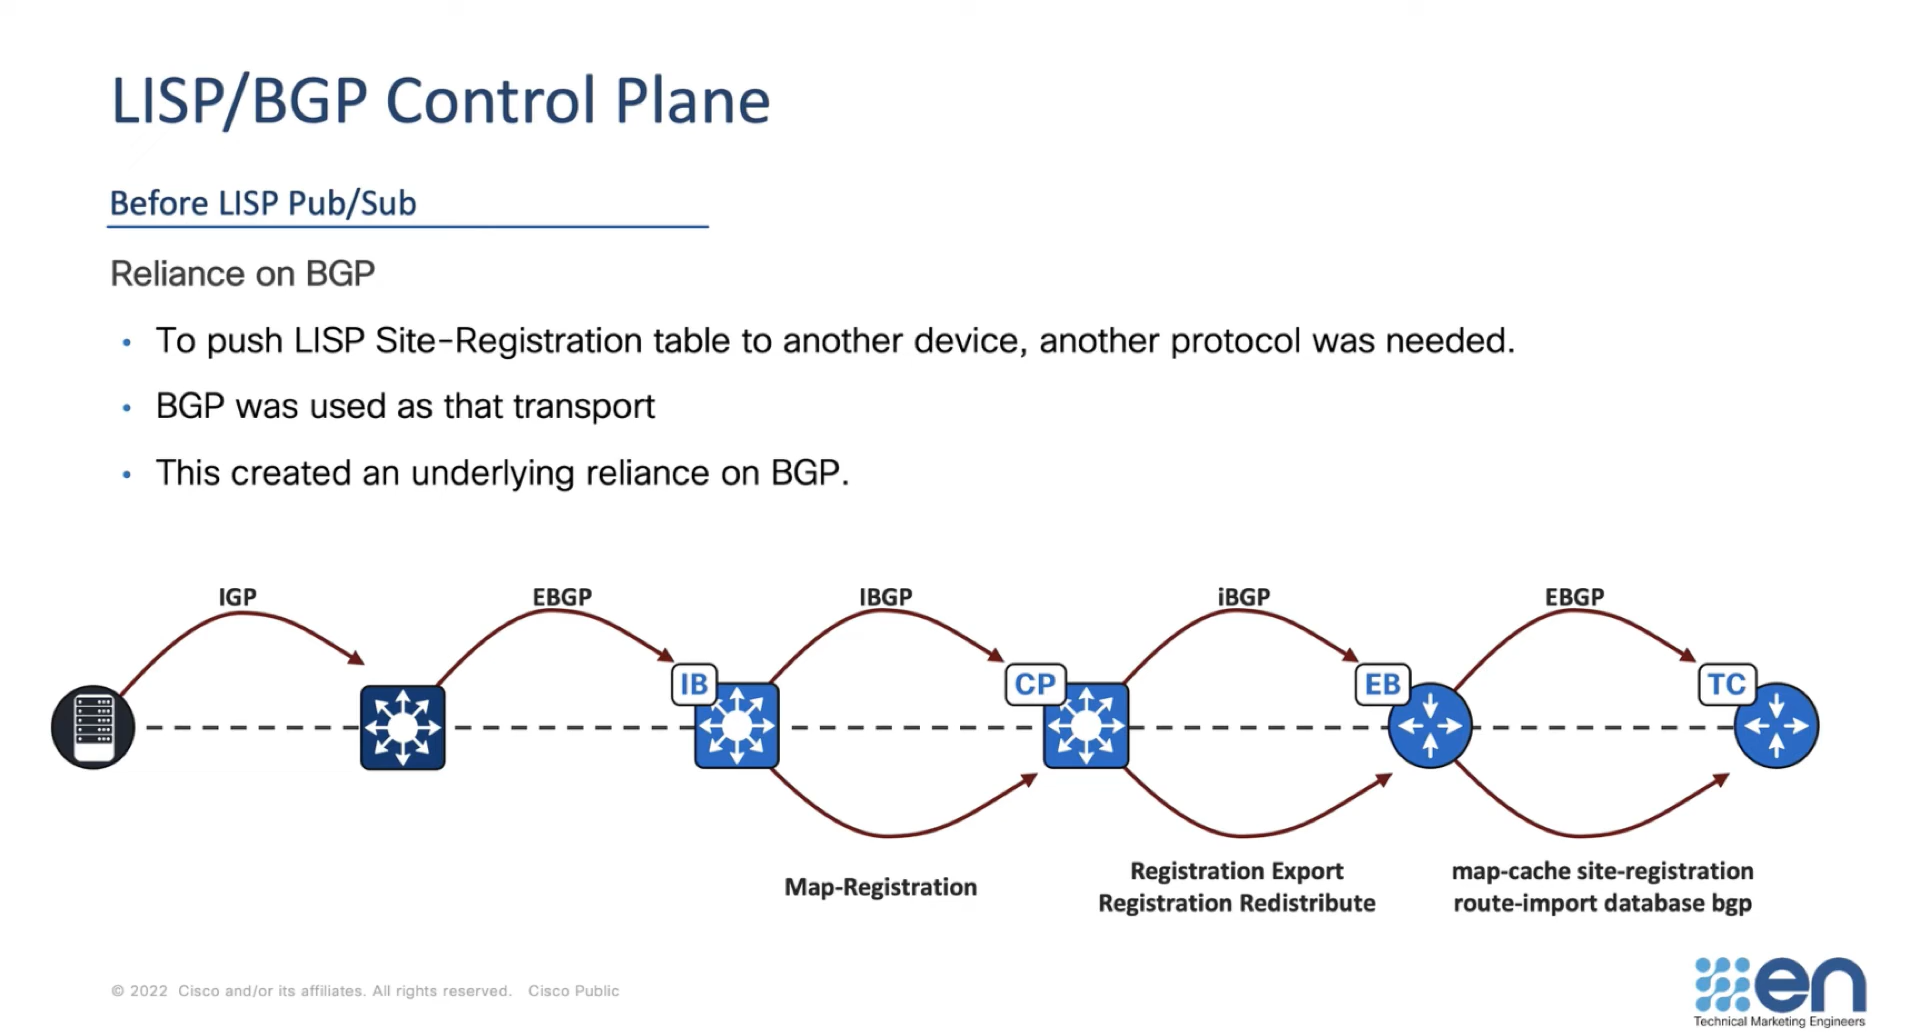 LISP/BGP Control Plane
Before LISP Pub/Sub
Reliance on BGP
• To push LISP Site-Registration table to another device, another protocol was needed.
• BGP was used as that transport
• This created an underlying reliance on BGP.
IGP
EBGP
IBGP
iBGP
EBGP
IB
CP
EB
TC
Map-Registration
Registration Export
Registration Redistribute
map-cache site-registration
route-import database bgp
© 2022 Cisco and/or its affiliates. All rights reserved. Cisco Public
en
Technical Marketing Engineers